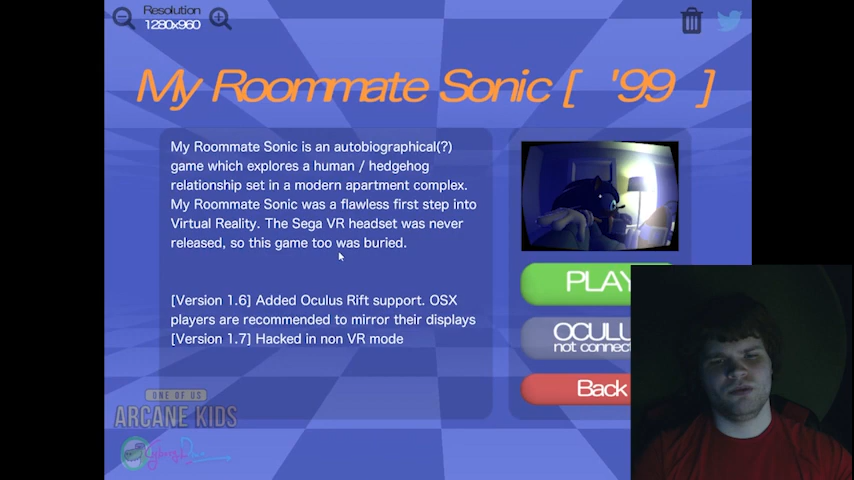 Resolution
1280x960
My Roommate Sonic [ '99 ]
My Roommate Sonic is an autobiographical(?)
game which explores a human / hedgehog
relationship set in a modern apartment complex.
My Roommate Sonic was a flawless first step into
Virtual Reality. The Sega VR headset was never
released, so this game too was buried.
[Version 1.6] Added Oculus Rift support. OSX
players are recommended to mirror their displays
[Version 1.7] Hacked in non VR mode
PLAY
OCULU
not connec
Back
ONE OF US
ARCANE KIDS